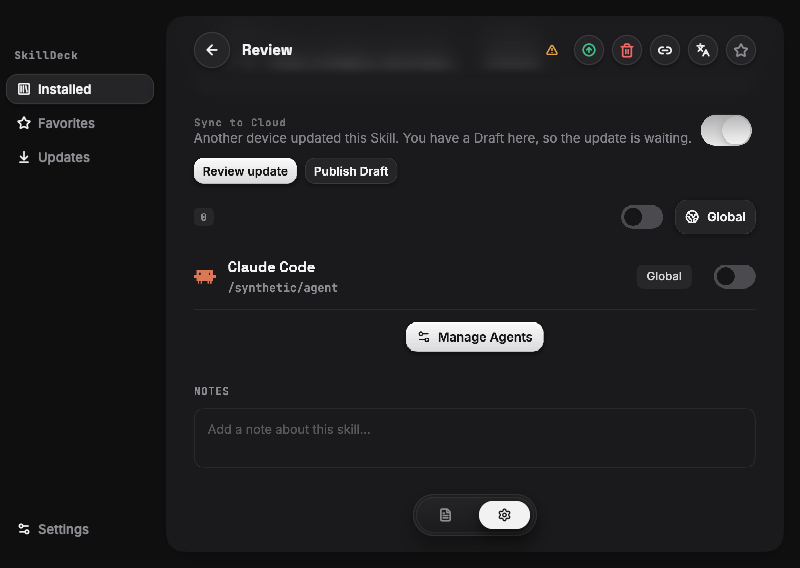 SkillDeck
Review
Installed
Favorites
Updates
Sync to Cloud
Another device updated this Skill. You have a Draft here, so the update is waiting.
Review update
Publish Draft
0
Global
Claude Code
/synthetic/agent
Global
Manage Agents
NOTES
Add a note about this skill...
Settings